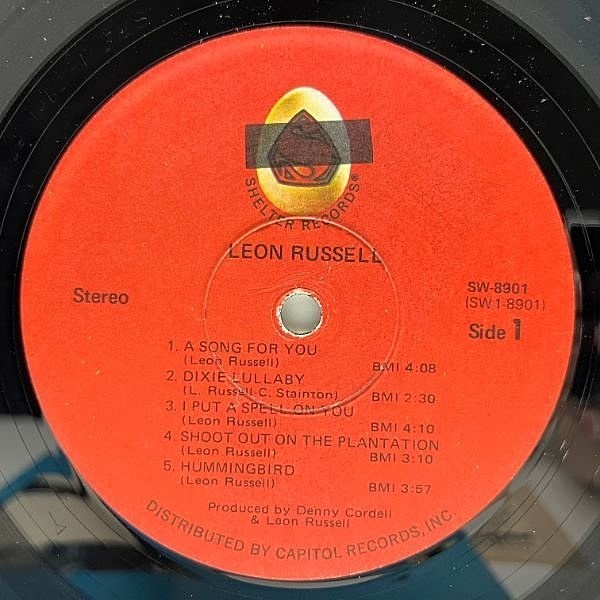 SHELTER RECORDS®
LEON RUSSELL
Stereo
SW-8901
(SW1-8901)
Side 1
1. A SONG FOR YOU
(Leon Russell) BMI 4:08
2. DIXIE LULLABY
(L. Russell-C. Stainton) BMI 2:30
3. I PUT A SPELL ON YOU
(Leon Russell) BMI 4:10
4. SHOOT OUT ON THE PLANTATION
(Leon Russell) BMI 3:10
5. HUMMINGBIRD
(Leon Russell) BMI 3:57
Produced by Denny Cordell
& Leon Russell
DISTRIBUTED BY CAPITOL RECORDS, INC.